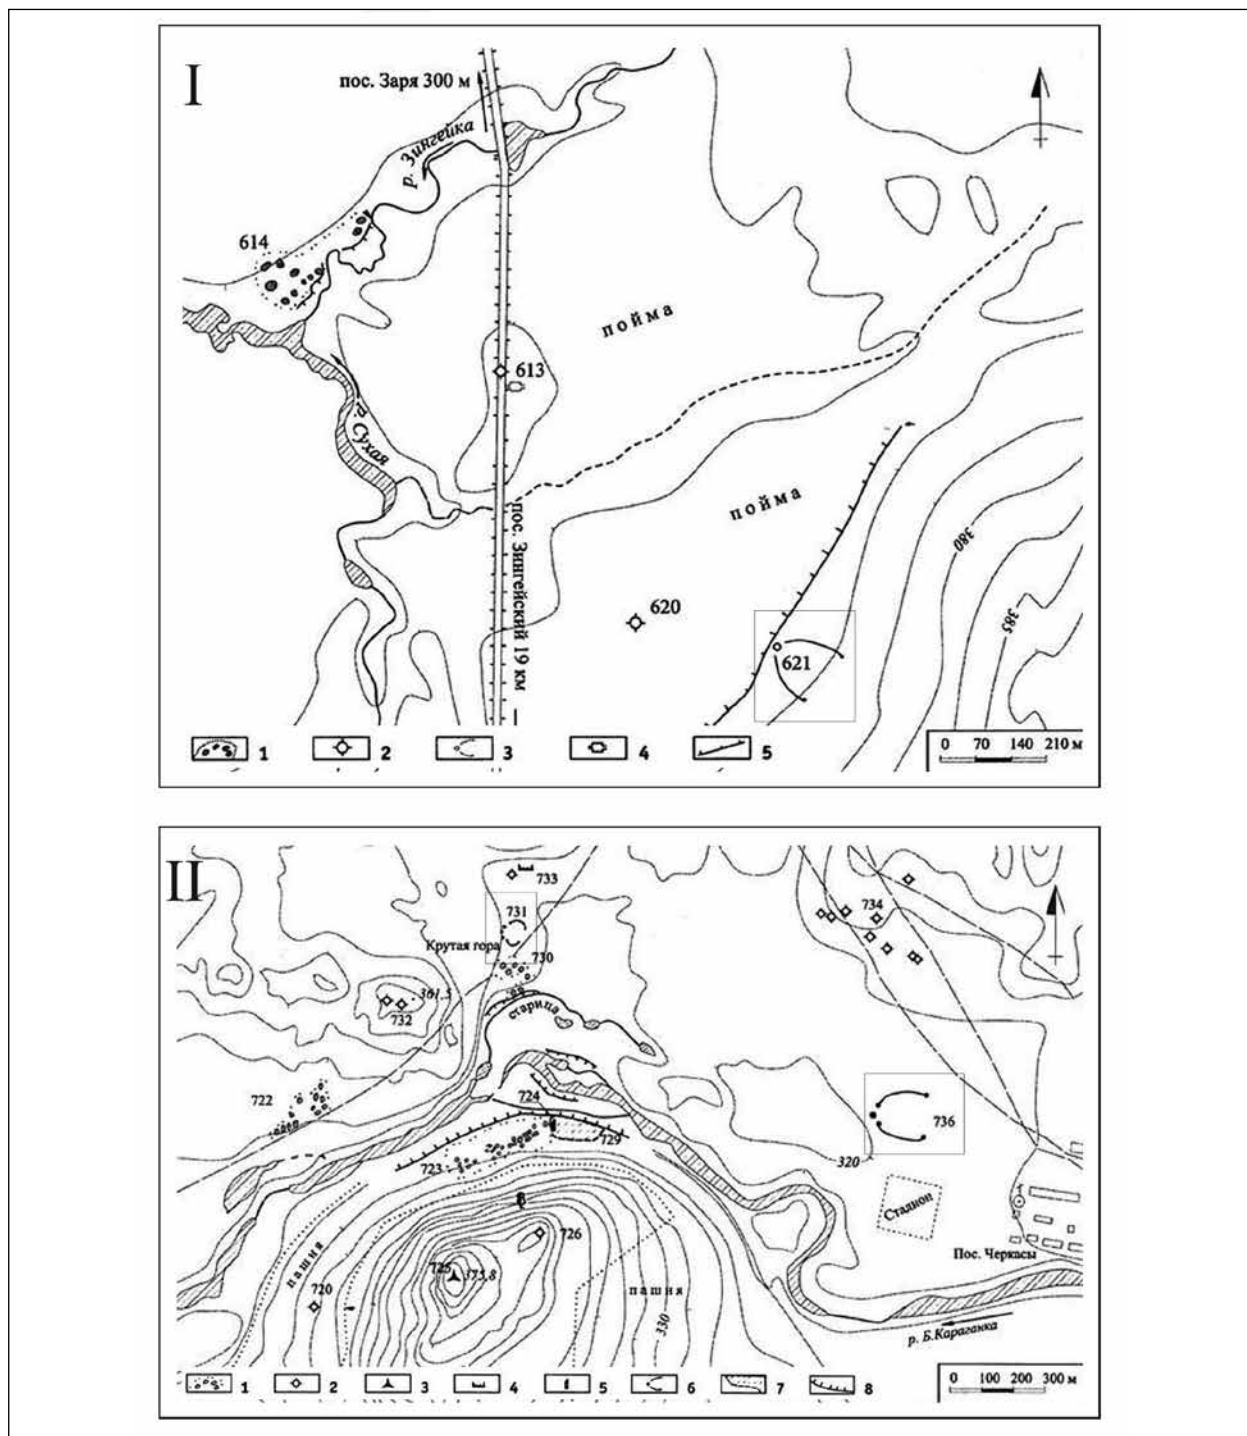 I
пос. Заря 300 м
р. Зингейка
614
пойма
613
р. Сухая
пойма
380
пос. Зингейский 19 км
620
621
385
1 2 3 4 5
0 70 140 210 м
II
733
731
734
Крутая гора
730
361,5
732
старица
722
724
729
736
723
320
Стадион
726
Пос. Черкасы
725
375,8
пашня
720
пашня
330
р. Б.Караганка
1 2 3 4 5 6 7 8
0 100 200 300 м